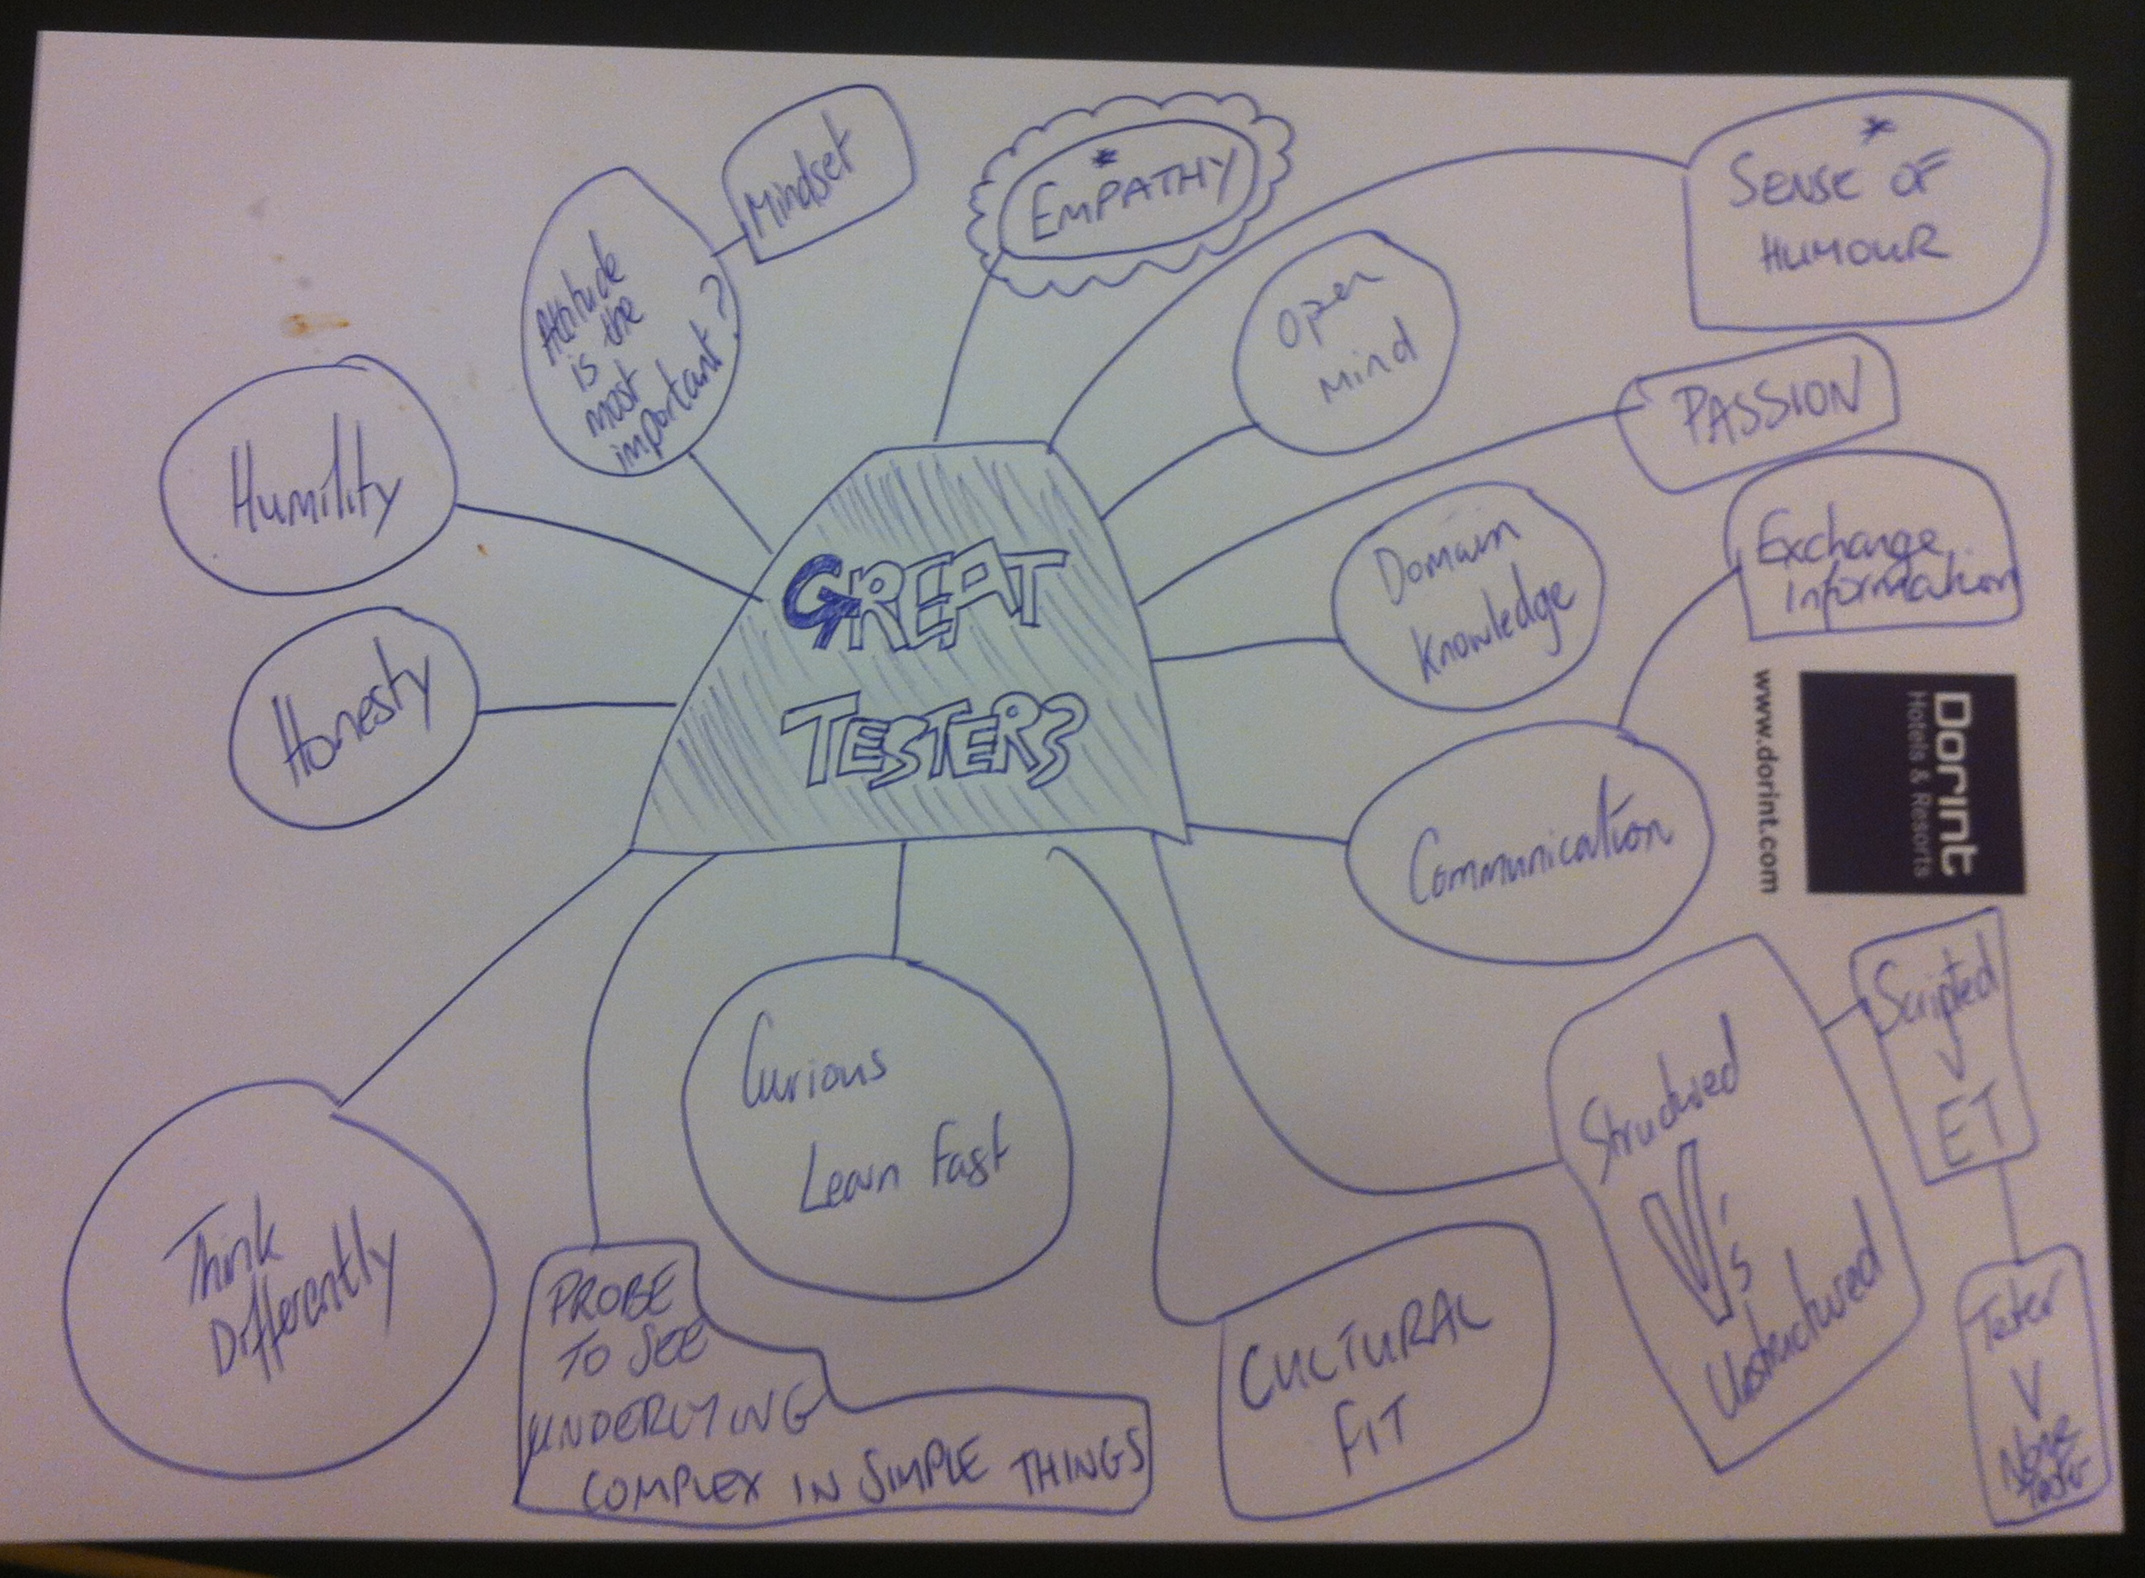 GREAT
TESTERS
Mindset
Attitude
is the
most
important?
*
EMPATHY
*
SENSE OF
HUMOUR
Open
Mind
PASSION
Domain
Knowledge
Exchange
Information
Communication
Dorint
Hotels & Resorts
www.dorint.com
Humility
Honesty
Think
Differently
Curious
Learn Fast
PROBE
TO SEE
UNDERLYING
COMPLEX IN SIMPLE THINGS
CULTURAL
FIT
Structured
V's
Ustructured
Scripted
V
ET
Tester
V
None
Tester